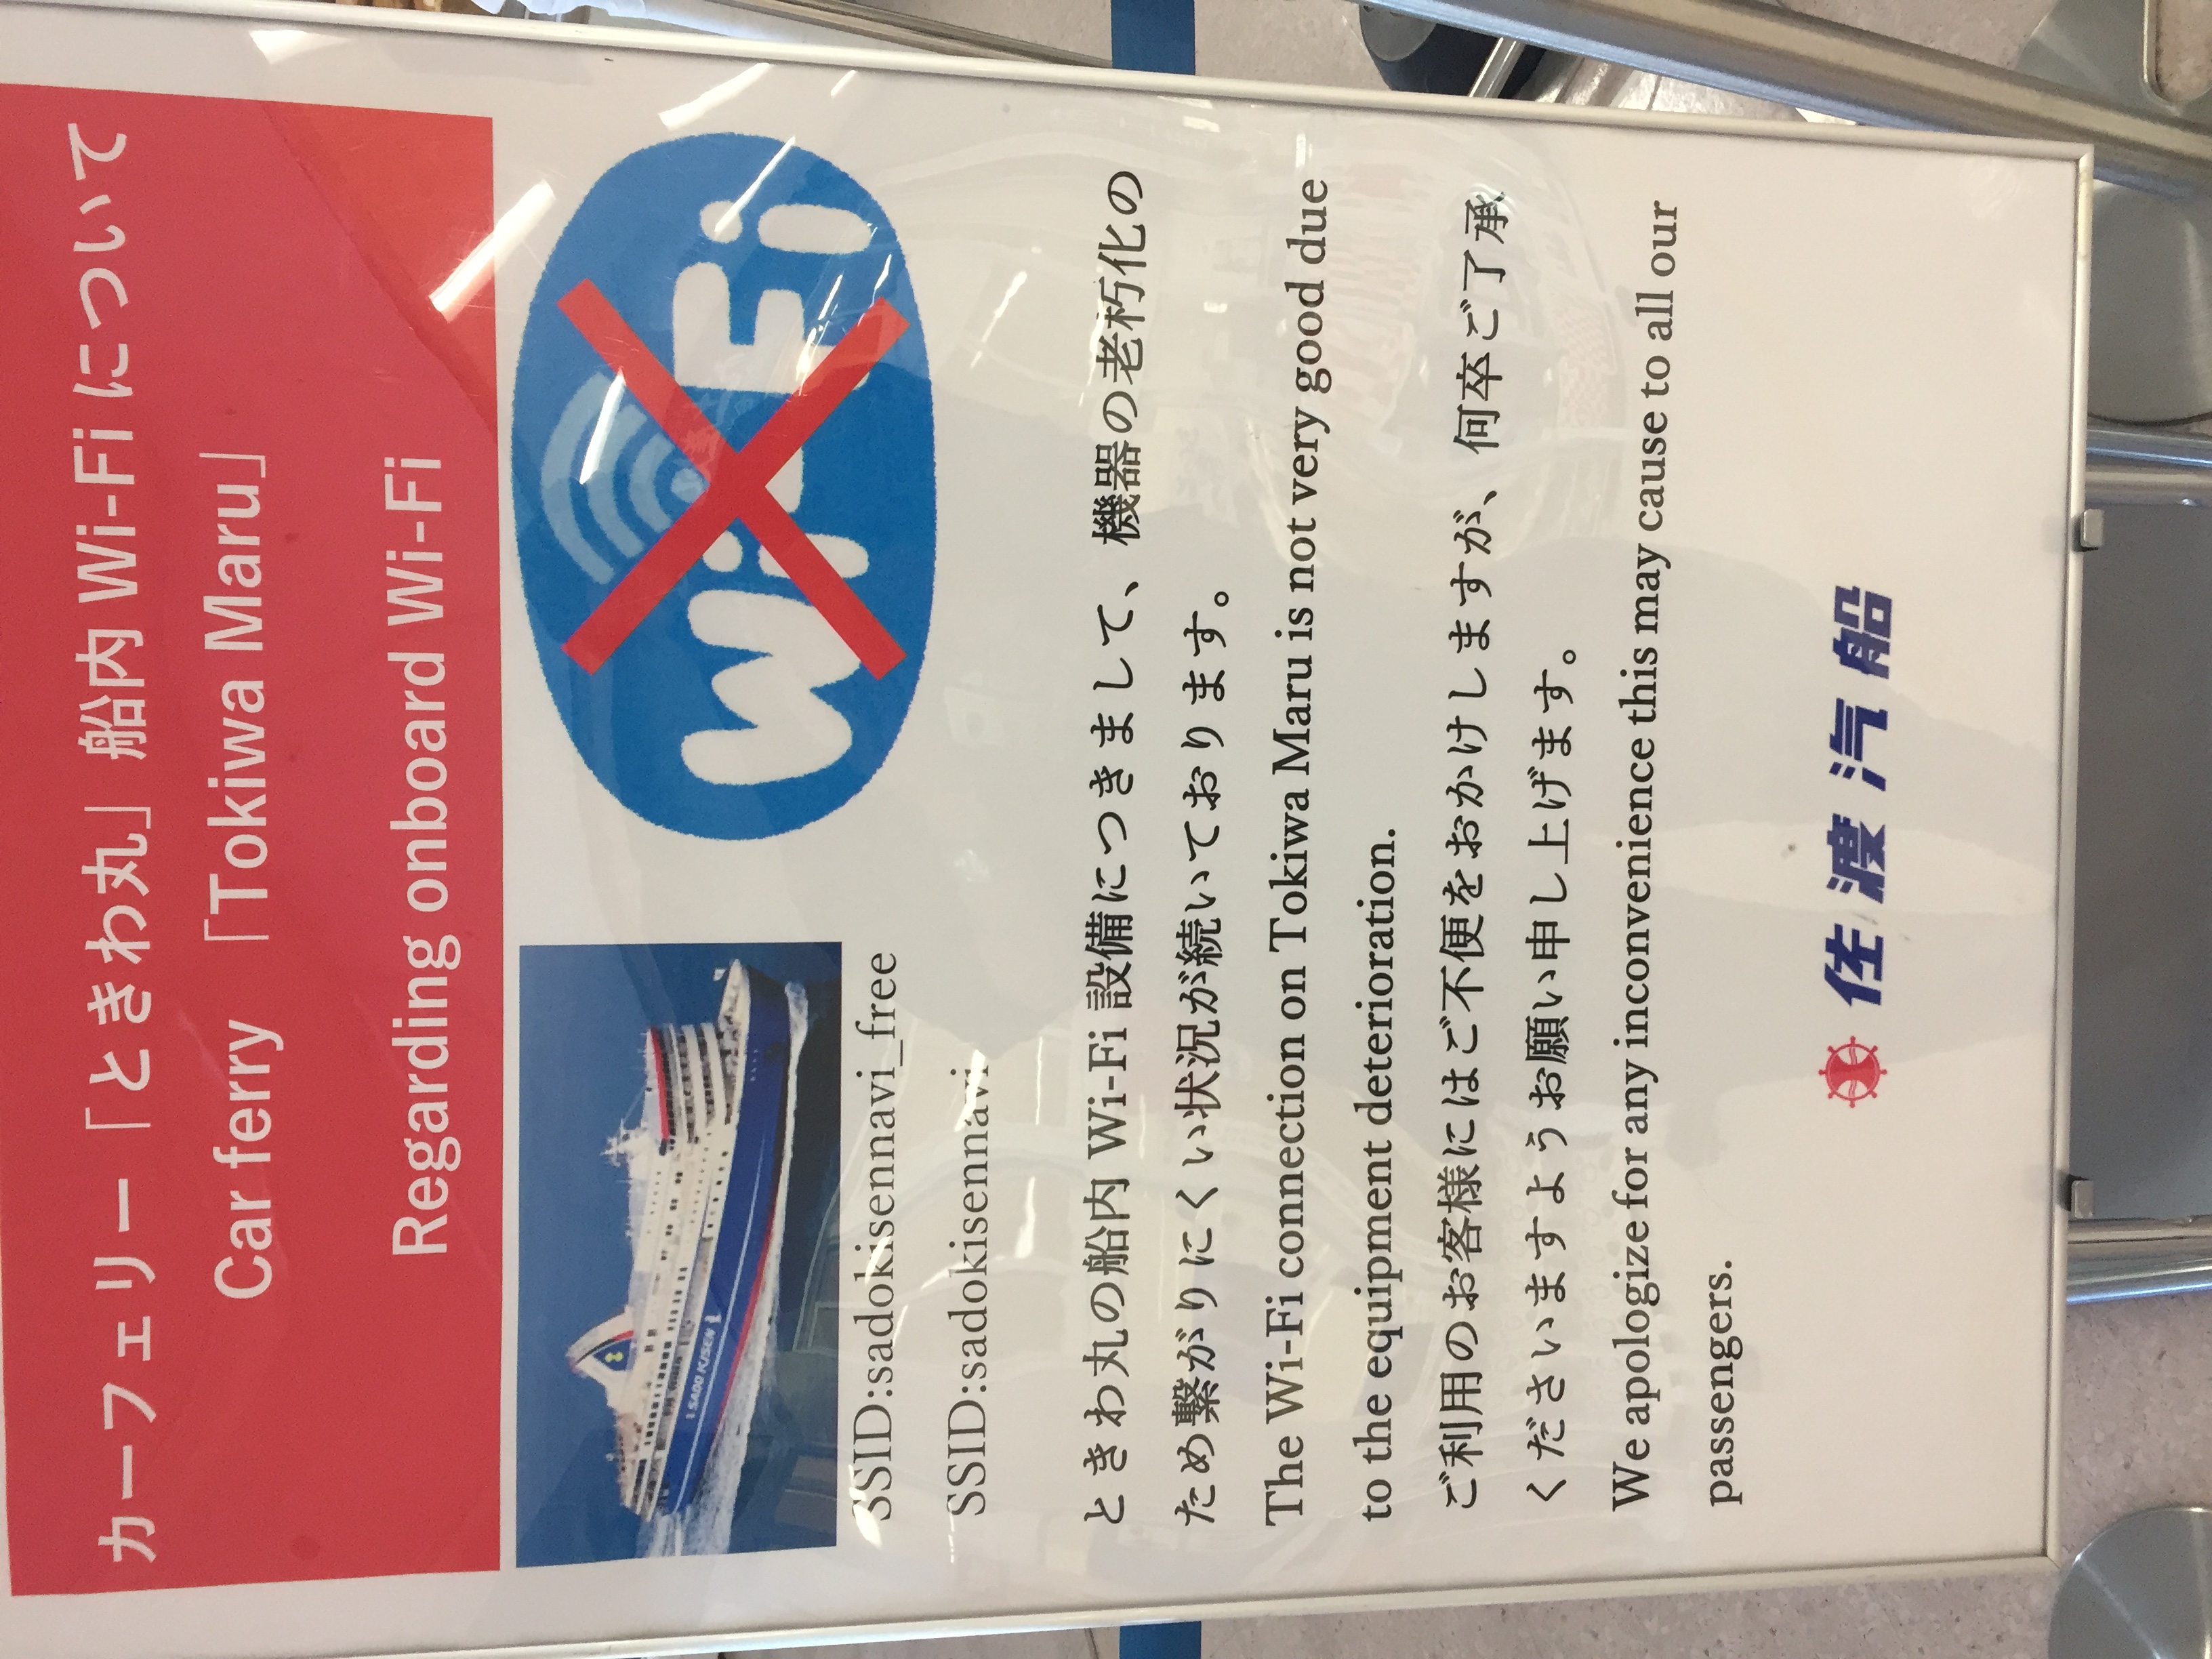 カーフェリー「ときわ丸」船内 Wi-Fi について
Car ferry 「Tokiwa Maru」
Regarding onboard Wi-Fi
Wi-Fi
SADO KISEN
SSID:sadokisennavi_free
SSID:sadokisennavi
ときわ丸の船内 Wi-Fi 設備につきまして、機器の老朽化の
ため繋がりにくい状況が続いております。
The Wi-Fi connection on Tokiwa Maru is not very good due
to the equipment deterioration.
ご利用のお客様にはご不便をおかけしますが、何卒ご了承
くださいますようお願い申し上げます。
We apologize for any inconvenience this may cause to all our
passengers.
佐渡汽船